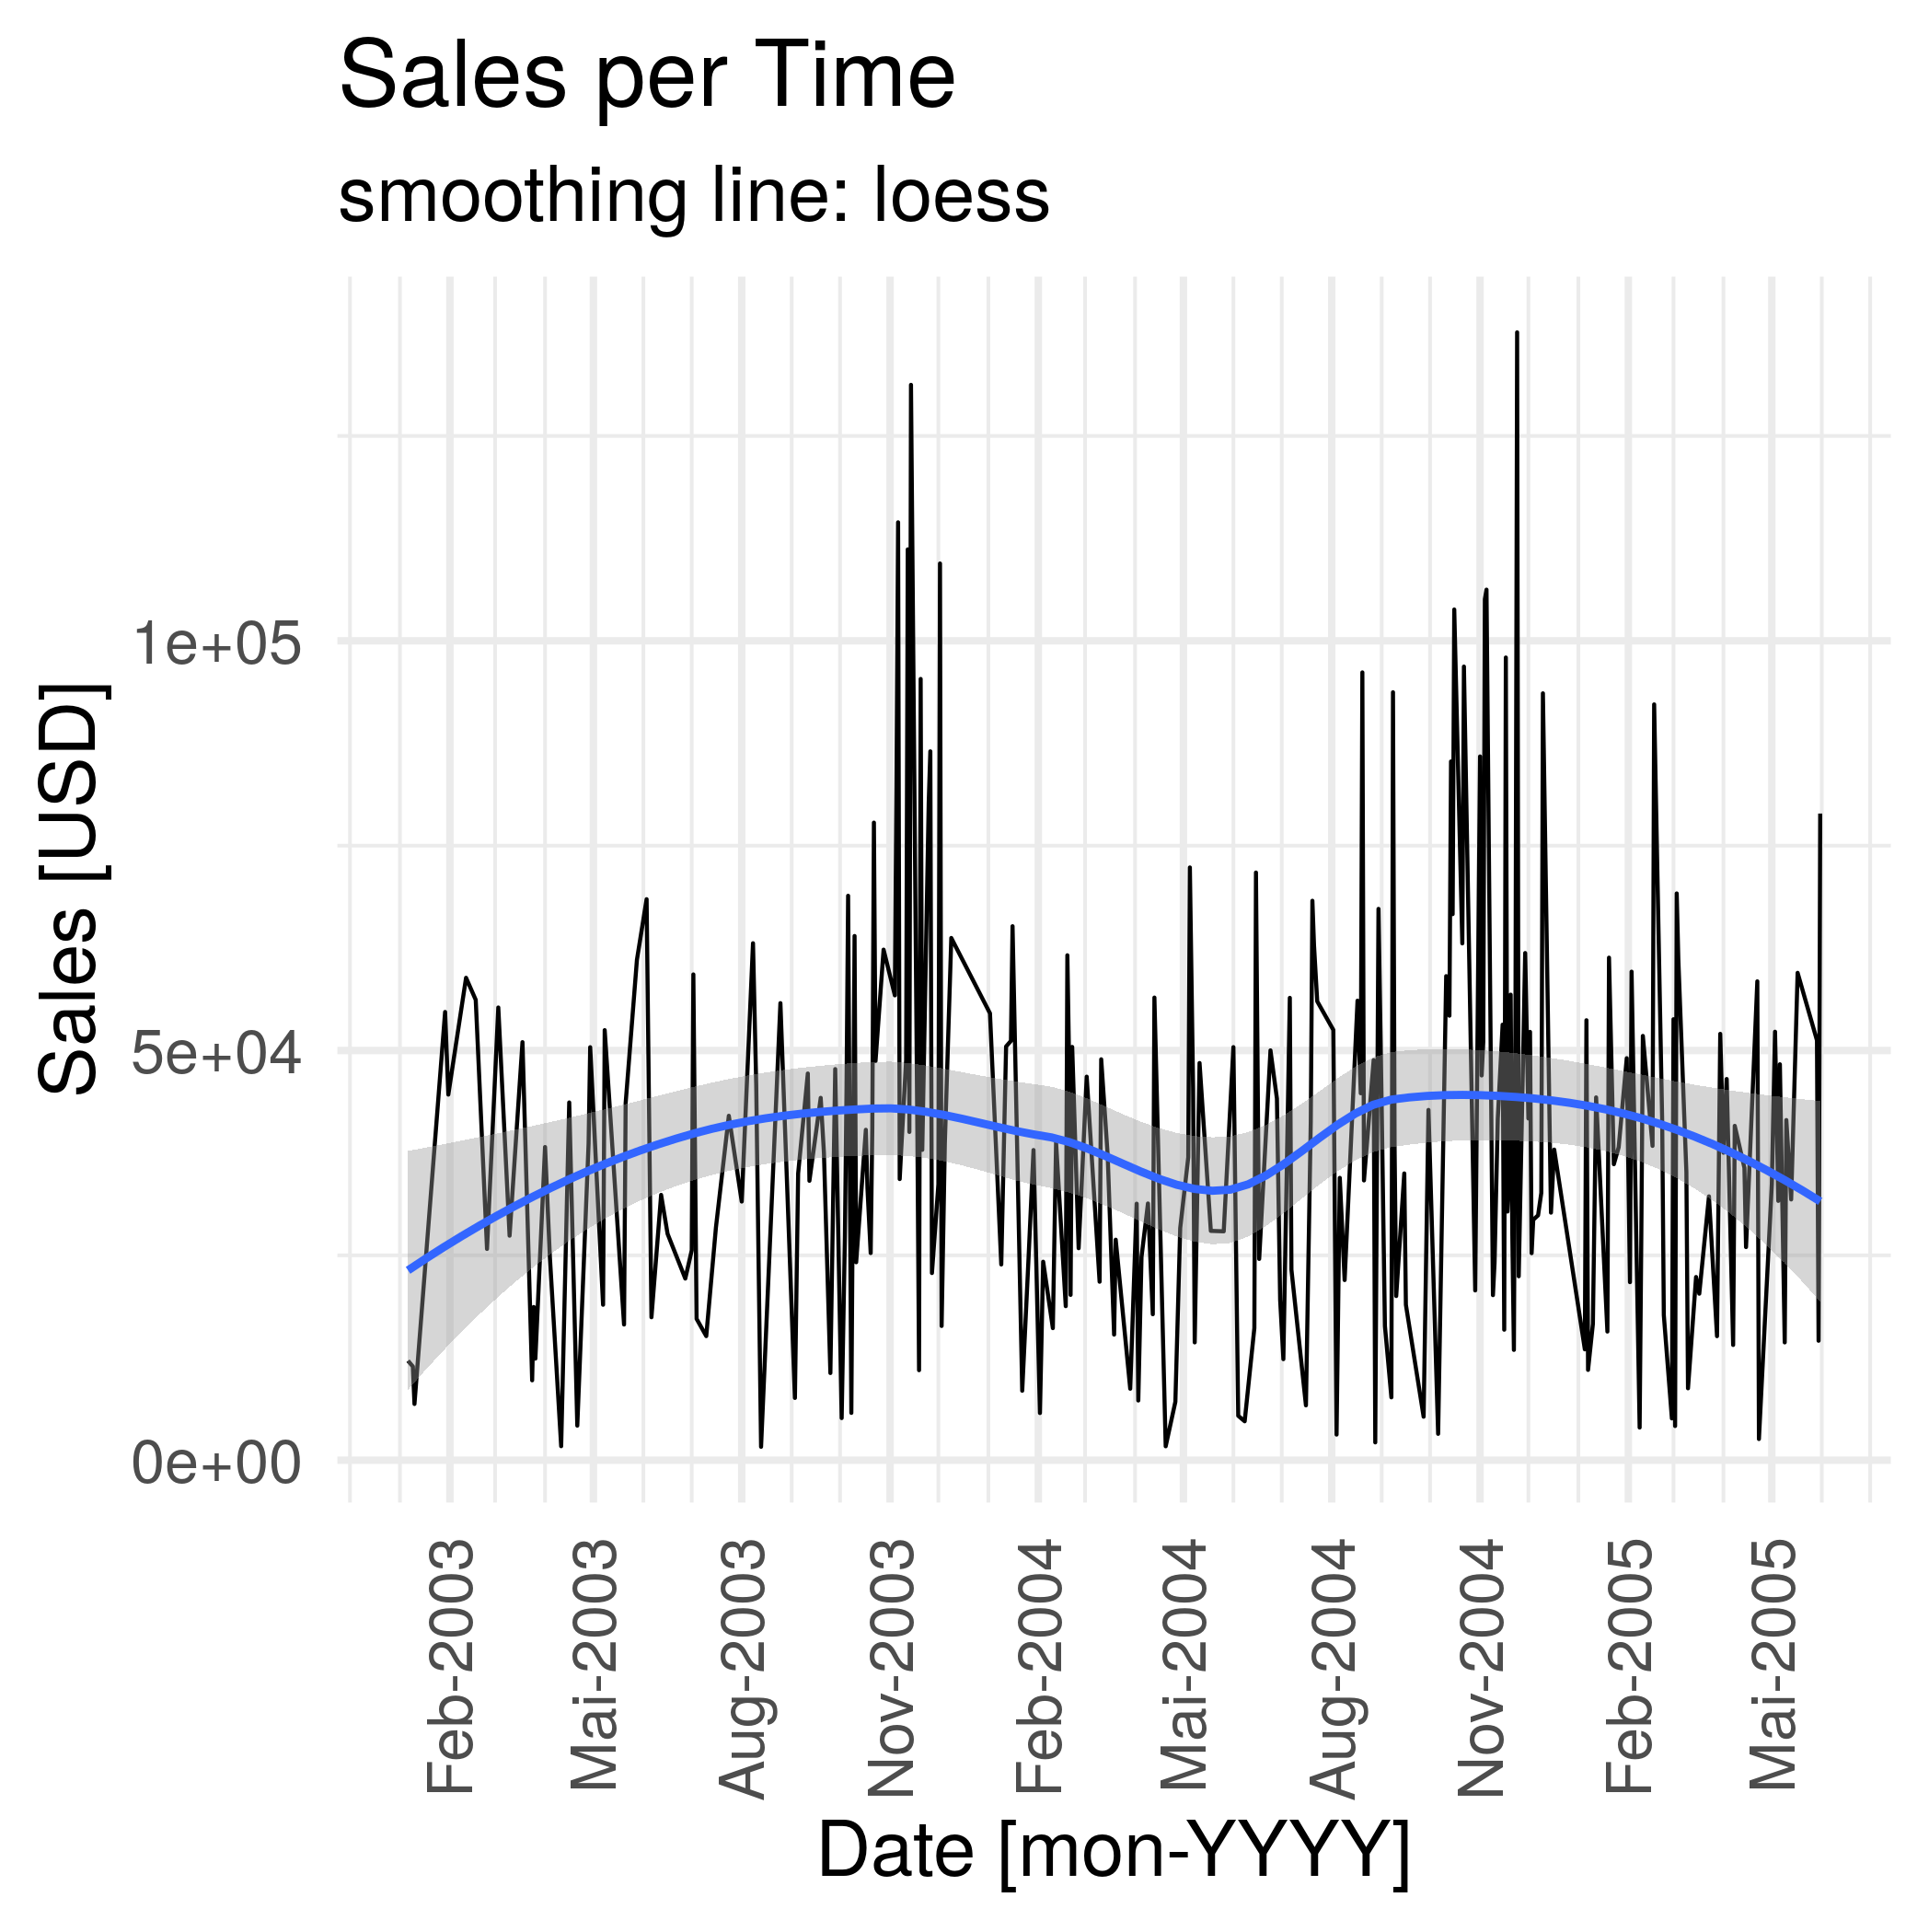 Sales per Time
smoothing line: loess
Sales [USD]
1e+05
5e+04
0e+00
Feb-2003
Mai-2003
Aug-2003
Nov-2003
Feb-2004
Mai-2004
Aug-2004
Nov-2004
Feb-2005
Mai-2005
Date [mon-YYYY]